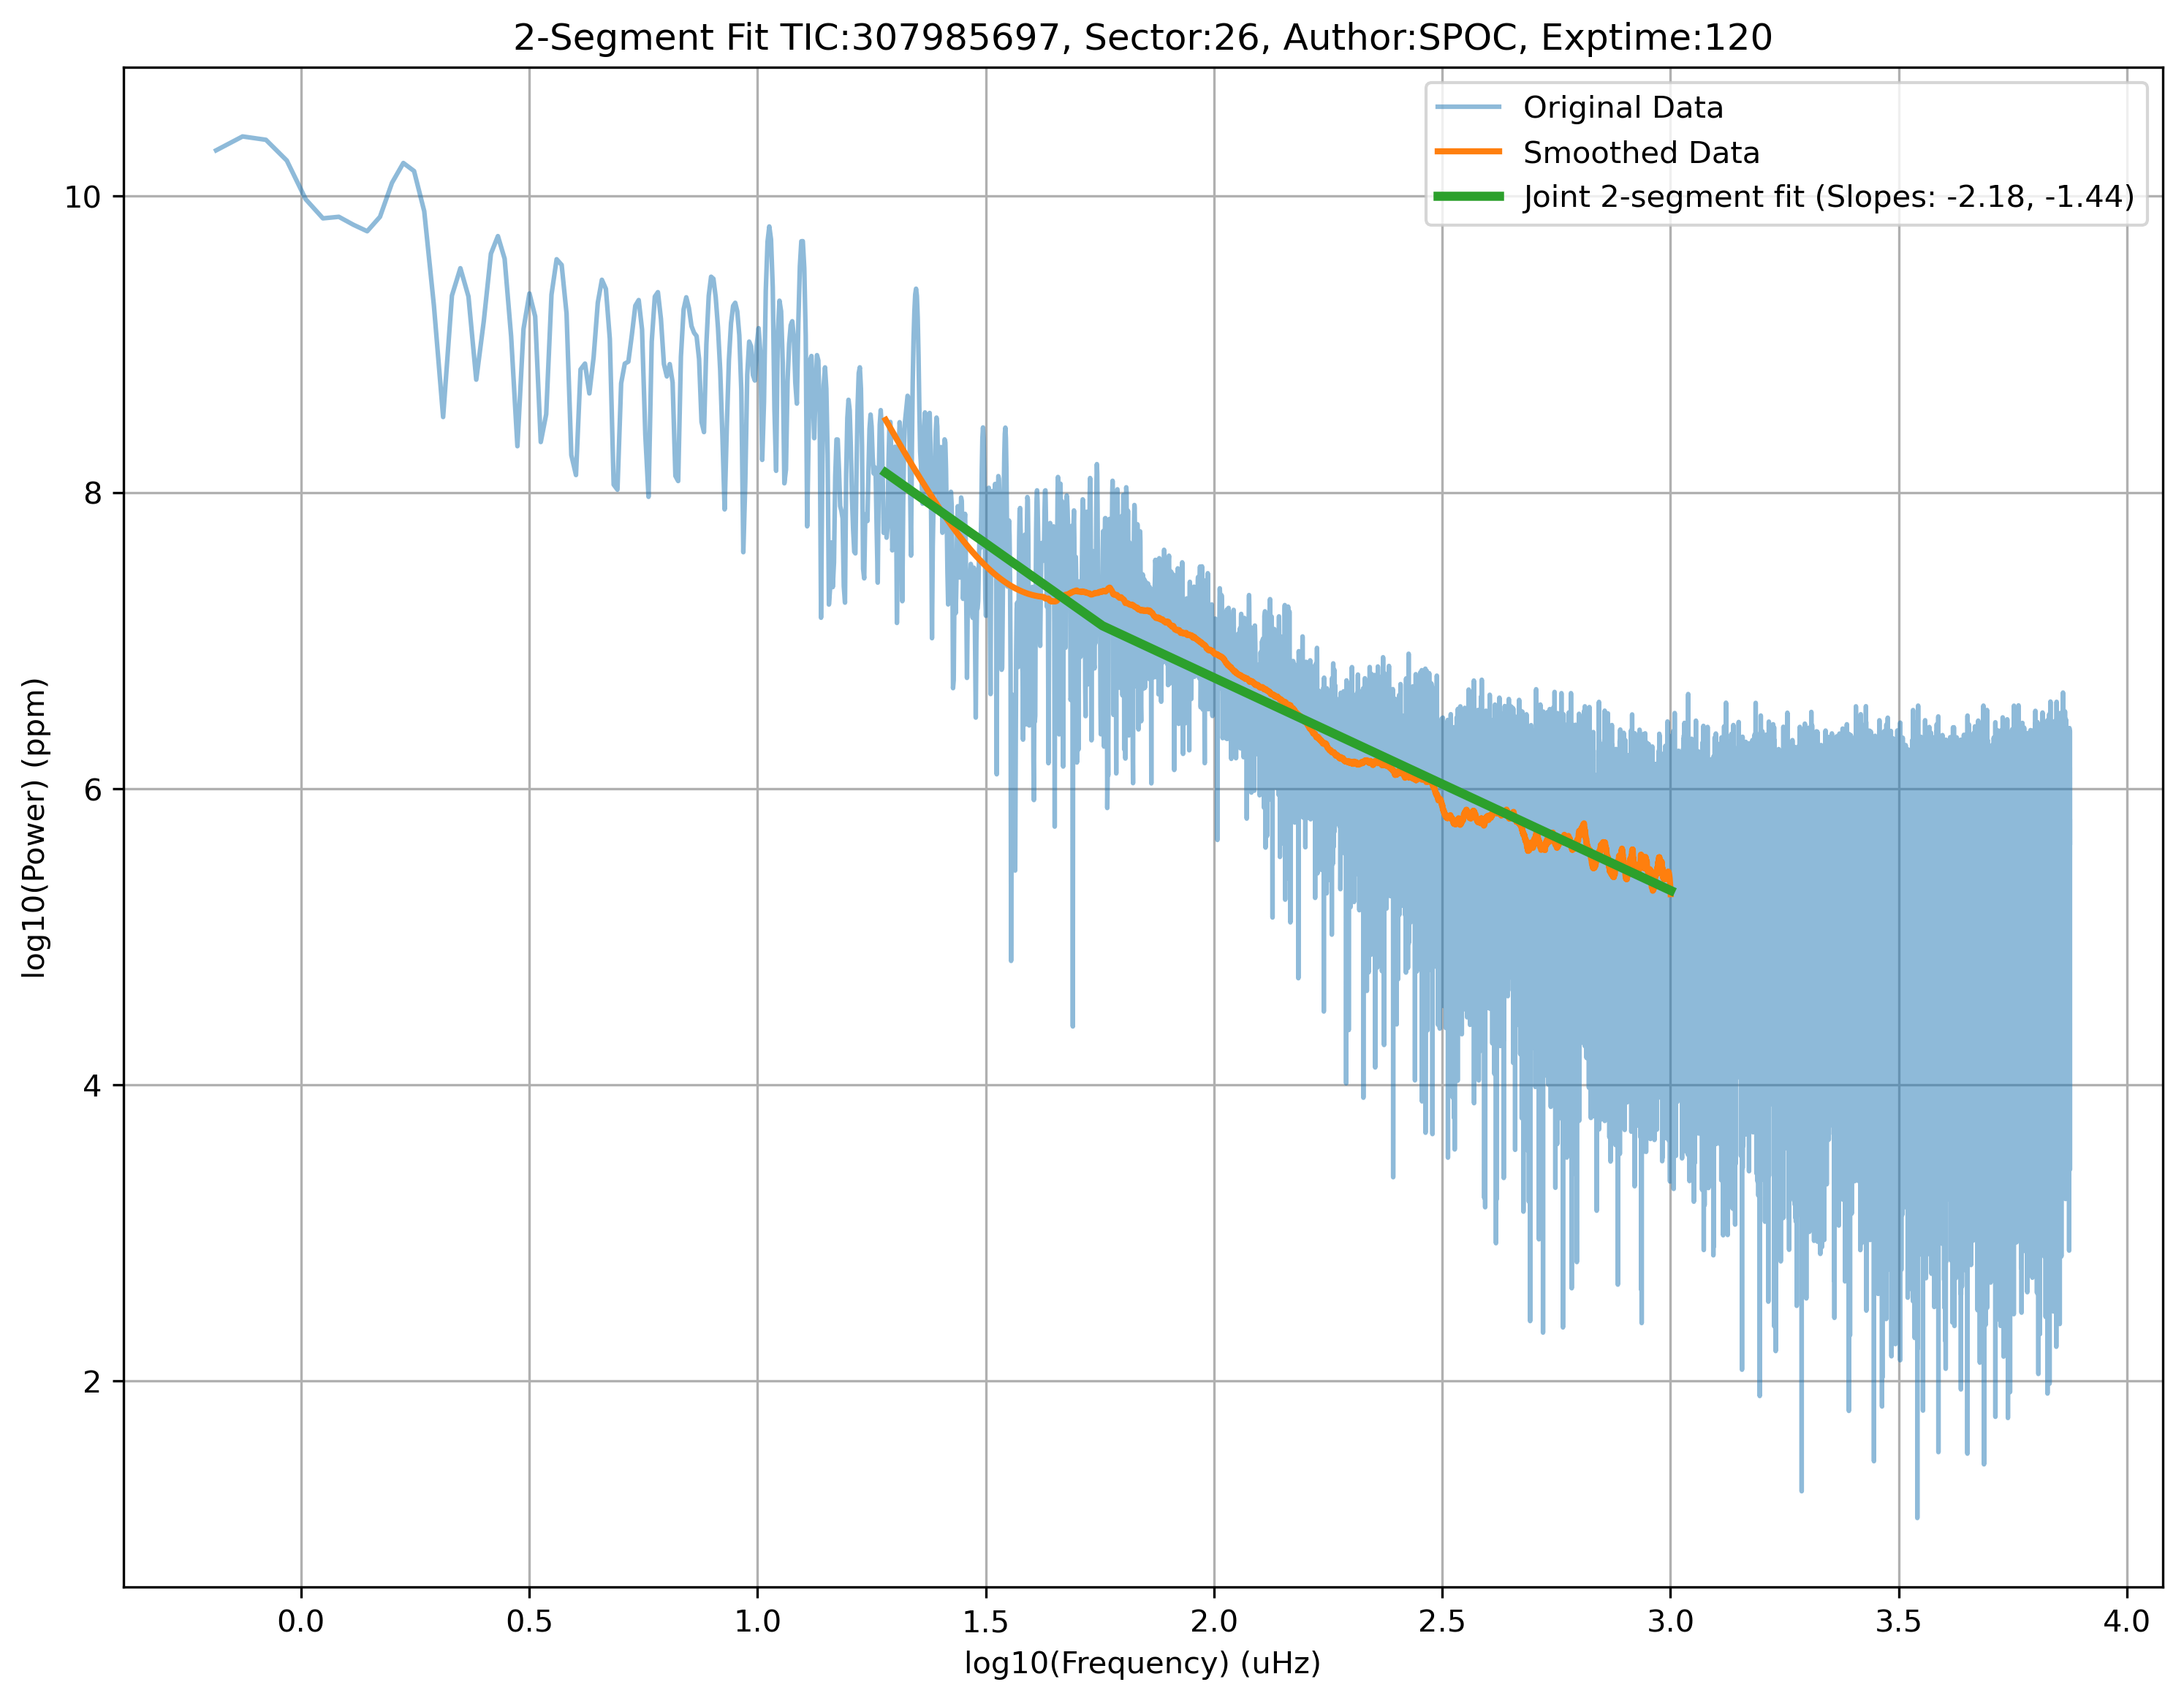 2-Segment Fit TIC:307985697, Sector:26, Author:SPOC, Exptime:120
Original Data
Smoothed Data
Joint 2-segment fit (Slopes: -2.18, -1.44)
log10(Power) (ppm)
10
8
6
4
2
0.0 0.5 1.0 1.5 2.0 2.5 3.0 3.5 4.0
log10(Frequency) (uHz)